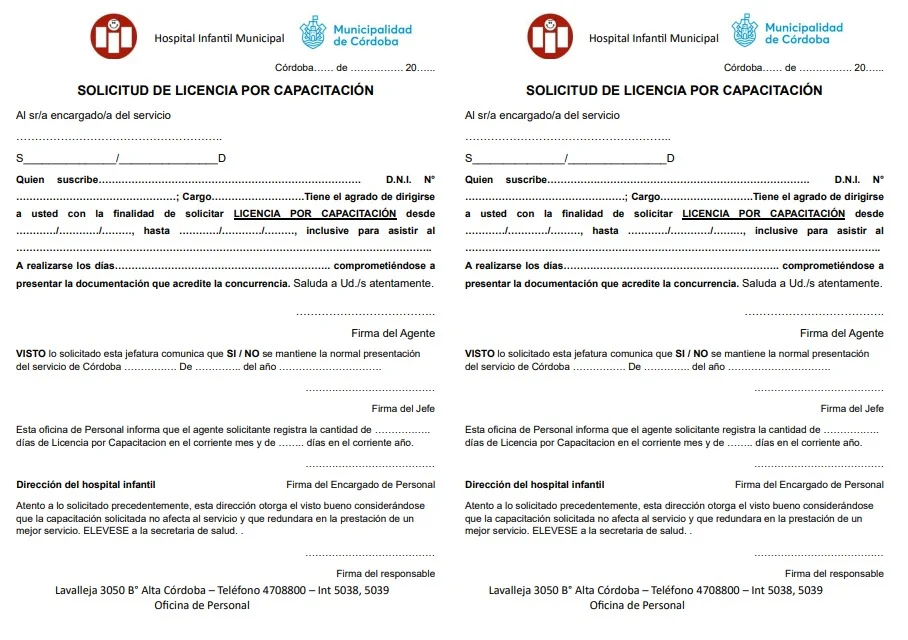 Hospital Infantil Municipal
Municipalidad
de Córdoba
Córdoba…… de ……………. 20…...
SOLICITUD DE LICENCIA POR CAPACITACIÓN
Al sr/a encargado/a del servicio
…………………………………………………..
S_______________/________________D
Quien suscribe………………………………………………………………. D.N.I. N°
……………………………………….; Cargo……………………..Tiene el agrado de dirigirse
a usted con la finalidad de solicitar LICENCIA POR CAPACITACIÓN desde
………../………../………, hasta ………../………../………, inclusive para asistir al
………………………………………………………………………………………………………..
A realizarse los días……………………………………………………. comprometiéndose a
presentar la documentación que acredite la concurrencia. Saluda a Ud./s atentamente.
………………………………….
Firma del Agente
VISTO lo solicitado esta jefatura comunica que SI / NO se mantiene la normal presentación
del servicio de Córdoba ……………. De …………. del año ……………………….
……………………………….
Firma del Jefe
Esta oficina de Personal informa que el agente solicitante registra la cantidad de …………….
días de Licencia por Capacitacion en el corriente mes y de …….. días en corriente año.
……………………………….
Dirección del hospital infantil Firma del Encargado de Personal
Atento a lo solicitado precedentemente, esta dirección otorga el visto bueno considerándose
que la capacitación solicitada no afecta al servicio y que redundara en la prestación de un
mejor servicio. ELEVESE a la secretaria de salud. .
……………………………….
Firma del responsable
Lavalleja 3050 B° Alta Córdoba – Teléfono 4708800 – Int 5038, 5039
Oficina de Personal
Hospital Infantil Municipal
Municipalidad
de Córdoba
Córdoba…… de ……………. 20…...
SOLICITUD DE LICENCIA POR CAPACITACIÓN
Al sr/a encargado/a del servicio
…………………………………………………..
S_______________/________________D
Quien suscribe………………………………………………………………. D.N.I. N°
……………………………………….; Cargo……………………..Tiene el agrado de dirigirse
a usted con la finalidad de solicitar LICENCIA POR CAPACITACIÓN desde
………../………../………, hasta ………../………../………, inclusive para asistir al
………………………………………………………………………………………………………..
A realizarse los días……………………………………………………. comprometiéndose a
presentar la documentación que acredite la concurrencia. Saluda a Ud./s atentamente.
………………………………….
Firma del Agente
VISTO lo solicitado esta jefatura comunica que SI / NO se mantiene la normal presentación
del servicio de Córdoba ……………. De …………. del año ……………………….
……………………………….
Firma del Jefe
Esta oficina de Personal informa que el agente solicitante registra la cantidad de …………….
días de Licencia por Capacitacion en el corriente mes y de …….. días en corriente año.
……………………………….
Dirección del hospital infantil Firma del Encargado de Personal
Atento a lo solicitado precedentemente, esta dirección otorga el visto bueno considerándose
que la capacitación solicitada no afecta al servicio y que redundara en la prestación de un
mejor servicio. ELEVESE a la secretaria de salud. .
……………………………….
Firma del responsable
Lavalleja 3050 B° Alta Córdoba – Teléfono 4708800 – Int 5038, 5039
Oficina de Personal